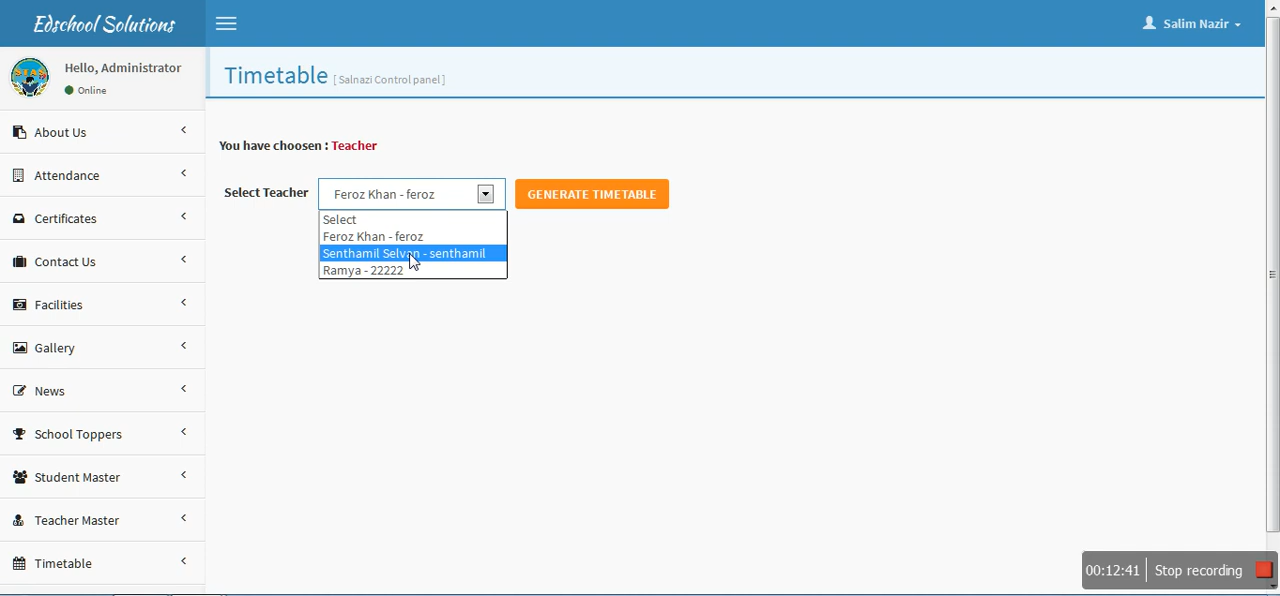 Edschool Solutions
Salim Nazir
Hello, Administrator
Online
Timetable [ Salnazi Control panel ]
About Us
Attendance
Certificates
Contact Us
Facilities
Gallery
News
School Toppers
Student Master
Teacher Master
Timetable
You have choosen : Teacher
Select Teacher
Feroz Khan - feroz
GENERATE TIMETABLE
Select
Feroz Khan - feroz
Senthamil Selvan - senthamil
Ramya - 22222
00:12:41 Stop recording